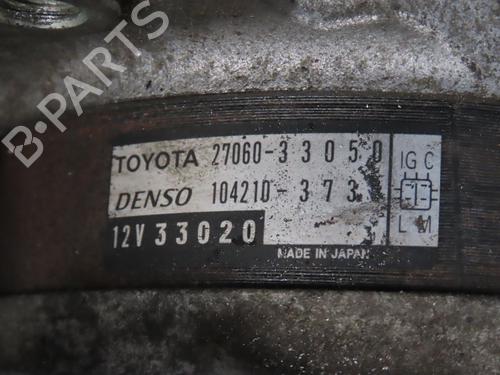 B-PARTS
TOYOTA 27060-33050 IG C
DENSO 104210-373
12V 33020 L M
MADE IN JAPAN